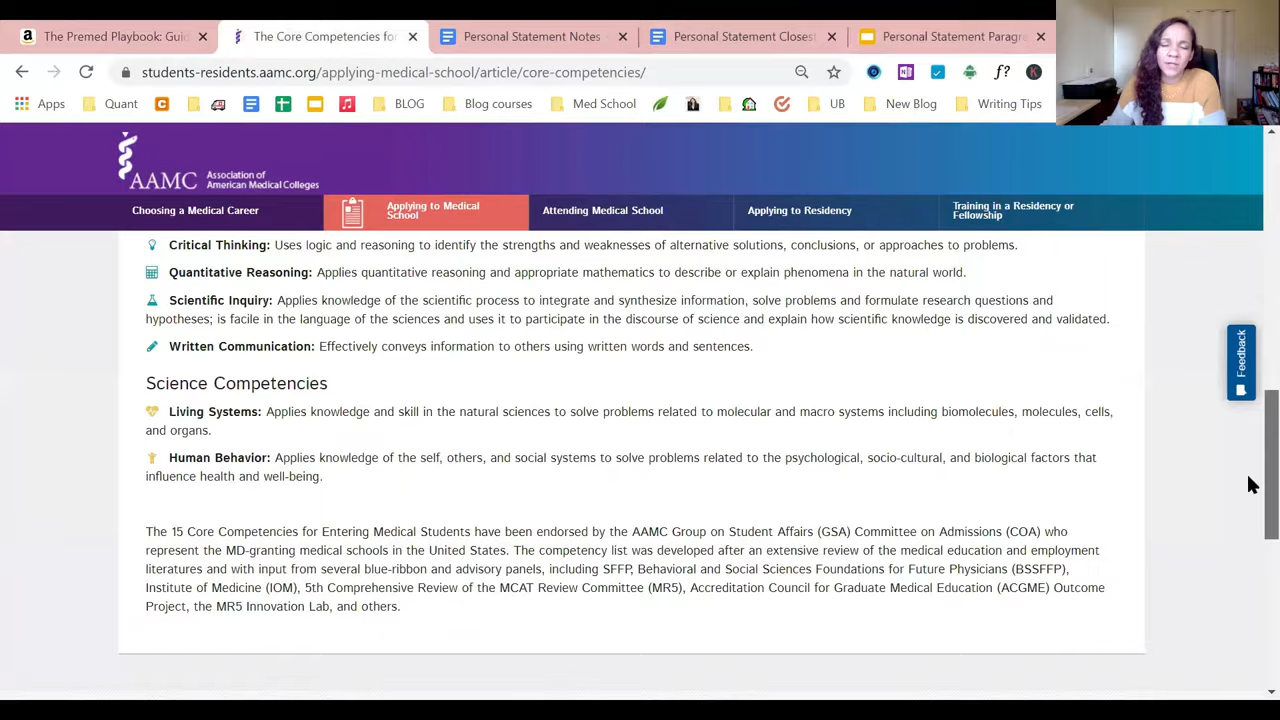 The Premed Playbook: Guid
The Core Competencies for
Personal Statement Notes
Personal Statement Closest
Personal Statement Paragra
students-residents.aamc.org/applying-medical-school/article/core-competencies/
f?
K
Apps
Quant
BLOG
Blog courses
Med School
UB
New Blog
Writing Tips
AAMC
Association of
American Medical Colleges
Choosing a Medical Career
Applying to Medical
School
Attending Medical School
Applying to Residency
Training in a Residency or
Fellowship
Critical Thinking: Uses logic and reasoning to identify the strengths and weaknesses of alternative solutions, conclusions, or approaches to problems.
Quantitative Reasoning: Applies quantitative reasoning and appropriate mathematics to describe or explain phenomena in the natural world.
Scientific Inquiry: Applies knowledge of the scientific process to integrate and synthesize information, solve problems and formulate research questions and
hypotheses; is facile in the language of the sciences and uses it to participate in the discourse of science and explain how scientific knowledge is discovered and validated.
Written Communication: Effectively conveys information to others using written words and sentences.
Science Competencies
Living Systems: Applies knowledge and skill in the natural sciences to solve problems related to molecular and macro systems including biomolecules, molecules, cells,
and organs.
Human Behavior: Applies knowledge of the self, others, and social systems to solve problems related to the psychological, socio-cultural, and biological factors that
influence health and well-being.
The 15 Core Competencies for Entering Medical Students have been endorsed by the AAMC Group on Student Affairs (GSA) Committee on Admissions (COA) who
represent the MD-granting medical schools in the United States. The competency list was developed after an extensive review of the medical education and employment
literatures and with input from several blue-ribbon and advisory panels, including SFFP, Behavioral and Social Sciences Foundations for Future Physicians (BSSFFP),
Institute of Medicine (IOM), 5th Comprehensive Review of the MCAT Review Committee (MR5), Accreditation Council for Graduate Medical Education (ACGME) Outcome
Project, the MR5 Innovation Lab, and others.
Feedback